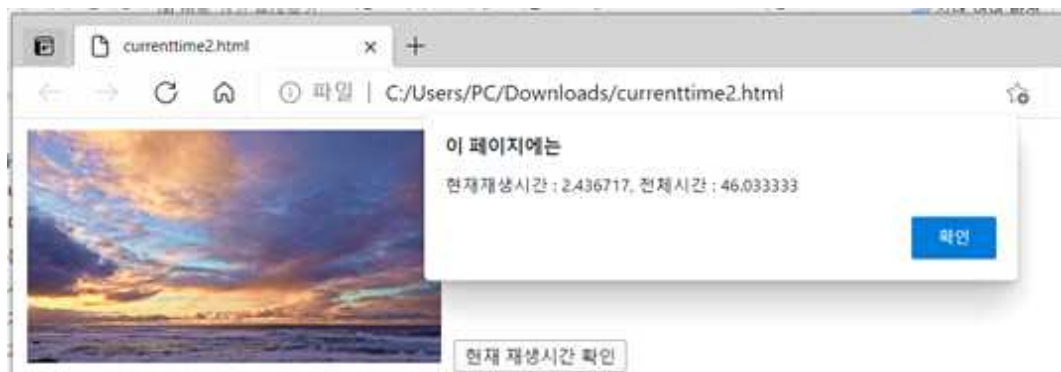 currenttime2.html
파일 | C:/Users/PC/Downloads/currenttime2.html
이 페이지에는
현재재생시간 : 2.436717, 전체시간 : 46.033333
확인
현재 재생시간 확인